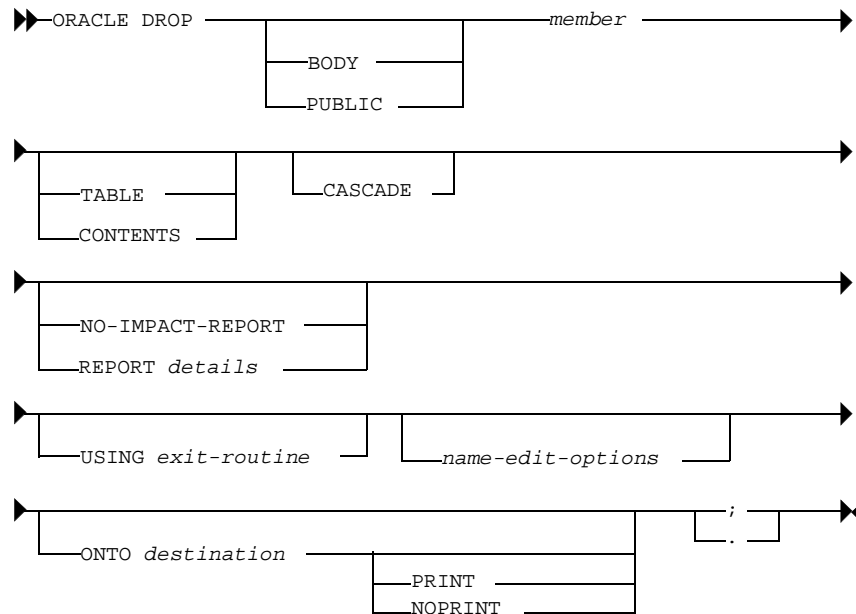 ORACLE DROP member
BODY
PUBLIC
TABLE CASCADE
CONTENTS
NO-IMPACT-REPORT
REPORT details
USING exit-routine name-edit-options
;
ONTO destination .
PRINT
NOPRINT